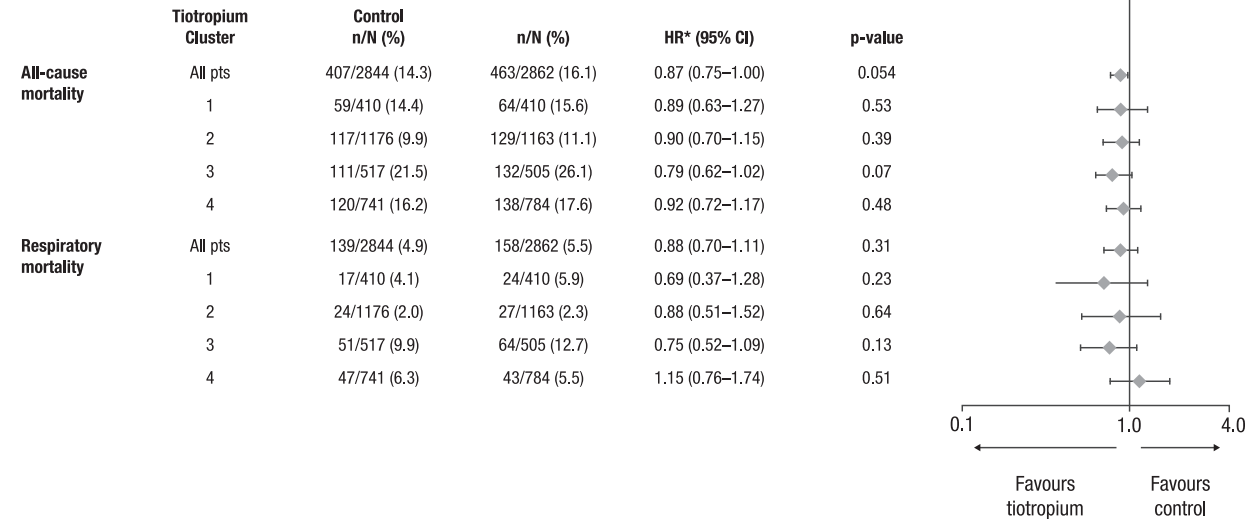 Tiotropium Control
Cluster n/N (%) n/N (%) HR* (95% CI) p-value
All-cause All pts 407/2844 (14.3) 463/2862 (16.1) 0.87 (0.75–1.00) 0.054
mortality
1 59/410 (14.4) 64/410 (15.6) 0.89 (0.63–1.27) 0.53
2 117/1176 (9.9) 129/1163 (11.1) 0.90 (0.70–1.15) 0.39
3 111/517 (21.5) 132/505 (26.1) 0.79 (0.62–1.02) 0.07
4 120/741 (16.2) 138/784 (17.6) 0.92 (0.72–1.17) 0.48
Respiratory All pts 139/2844 (4.9) 158/2862 (5.5) 0.88 (0.70–1.11) 0.31
mortality
1 17/410 (4.1) 24/410 (5.9) 0.69 (0.37–1.28) 0.23
2 24/1176 (2.0) 27/1163 (2.3) 0.88 (0.51–1.52) 0.64
3 51/517 (9.9) 64/505 (12.7) 0.75 (0.52–1.09) 0.13
4 47/741 (6.3) 43/784 (5.5) 1.15 (0.76–1.74) 0.51
0.1 1.0 4.0
Favours Favours
tiotropium control